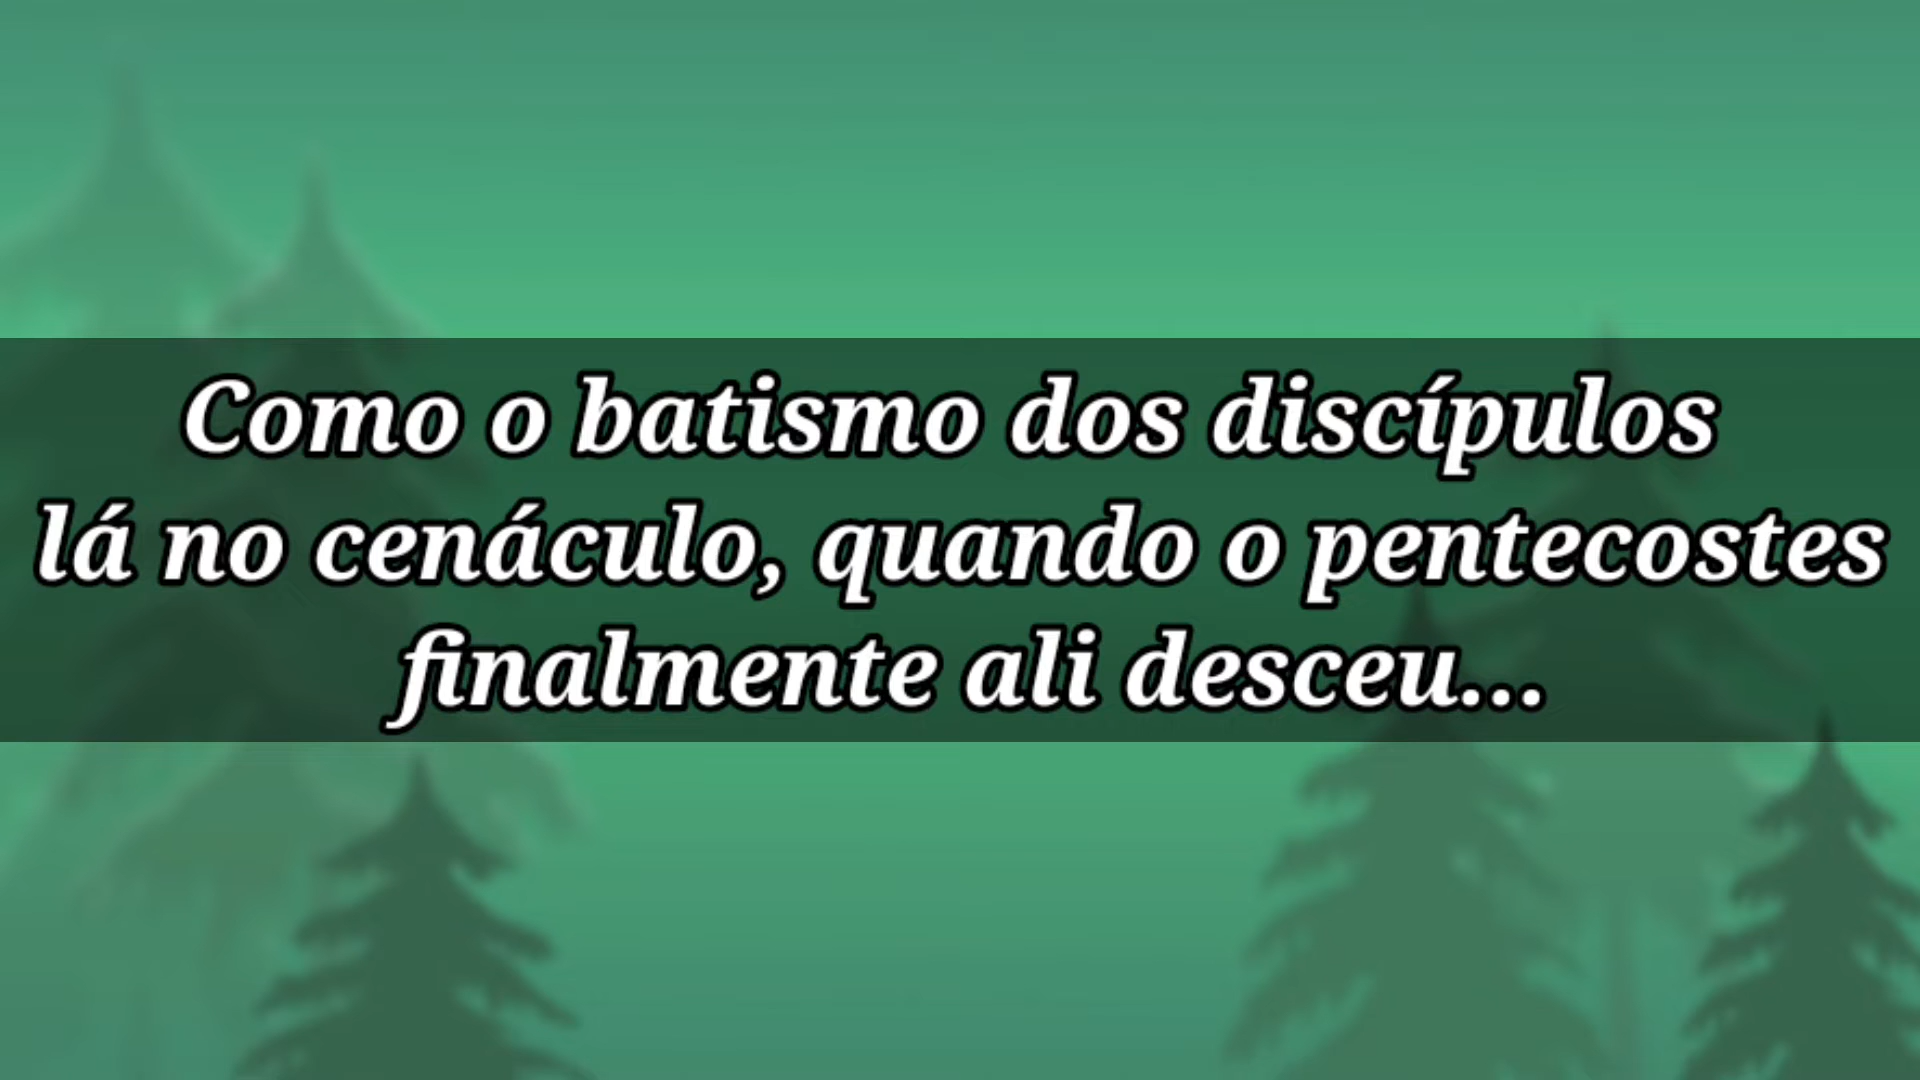 Como o batismo dos discípulos
lá no cenáculo, quando o pentecostes
finalmente ali desceu...